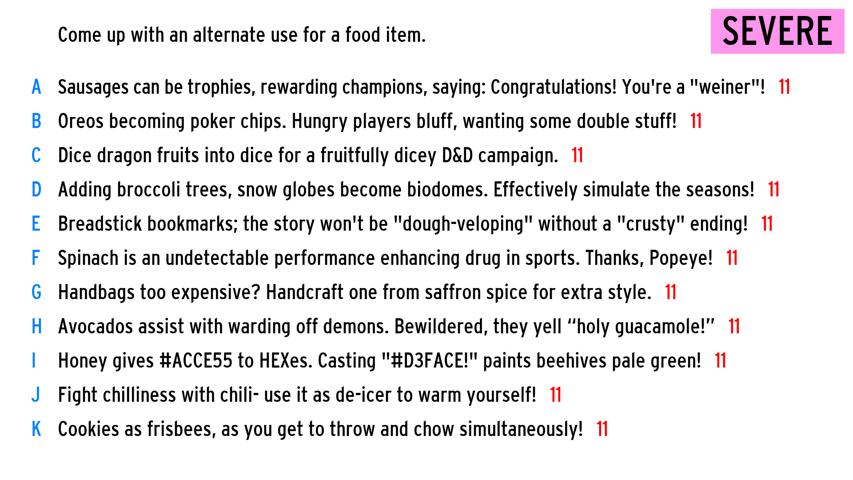 Come up with an alternate use for a food item.
SEVERE
A Sausages can be trophies, rewarding champions, saying: Congratulations! You're a "weiner"! 11
B Oreos becoming poker chips. Hungry players bluff, wanting some double stuff! 11
C Dice dragon fruits into dice for a fruitfully dicey D&D campaign. 11
D Adding broccoli trees, snow globes become biodomes. Effectively simulate the seasons! 11
E Breadstick bookmarks; the story won't be "dough-veloping" without a "crusty" ending! 11
F Spinach is an undetectable performance enhancing drug in sports. Thanks, Popeye! 11
G Handbags too expensive? Handcraft one from saffron spice for extra style. 11
H Avocados assist with warding off demons. Bewildered, they yell “holy guacamole!” 11
I Honey gives #ACCE55 to HEXes. Casting "#D3FACE!" paints beehives pale green! 11
J Fight chilliness with chili- use it as de-icer to warm yourself! 11
K Cookies as frisbees, as you get to throw and chow simultaneously! 11